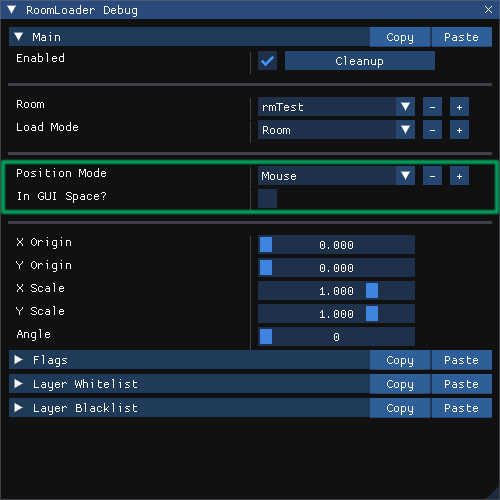 RoomLoader Debug
Main Copy Paste
Enabled Cleanup
Room rmTest - +
Load Mode Room - +
Position Mode Mouse - +
In GUI Space?
X Origin 0.000
Y Origin 0.000
X Scale 1.000
Y Scale 1.000
Angle 0
Flags Copy Paste
Layer Whitelist Copy Paste
Layer Blacklist Copy Paste